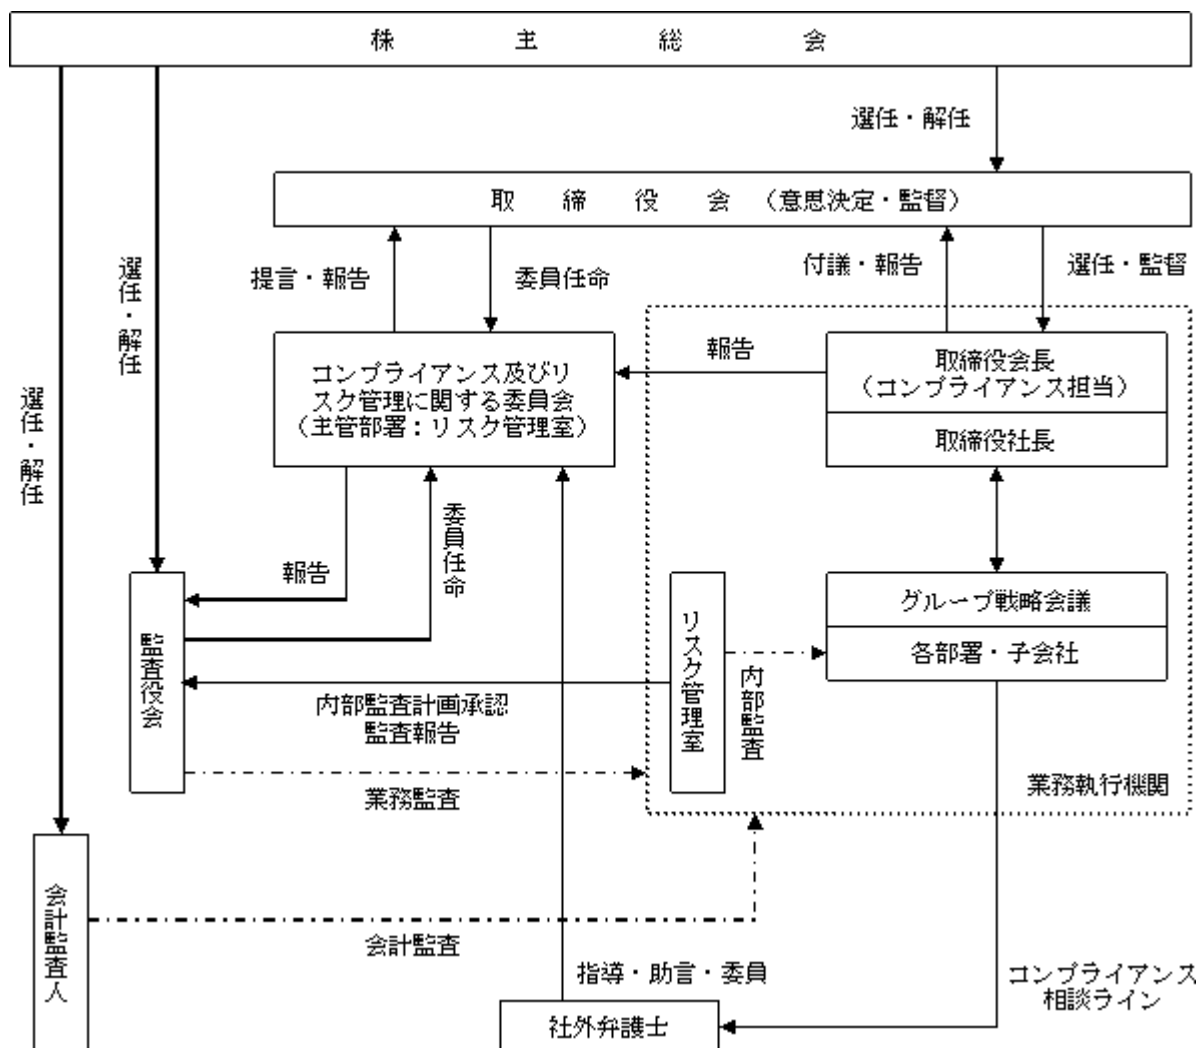 株主総会
選任・解任
取締役会（意思決定・監督）
選任・解任
選任・解任
提言・報告
委員任命
付議・報告
選任・監督
コンプライアンス及びリ
スク管理に関する委員会
（主管部署：リスク管理室）
報告
取締役会長
（コンプライアンス担当）
取締役社長
報告
委員任命
監査役会
リスク管理室
内部監査
グループ戦略会議
各部署・子会社
内部監査計画承認
監査報告
業務監査
業務執行機関
会計監査人
会計監査
指導・助言・委員
コンプライアンス
相談ライン
社外弁護士